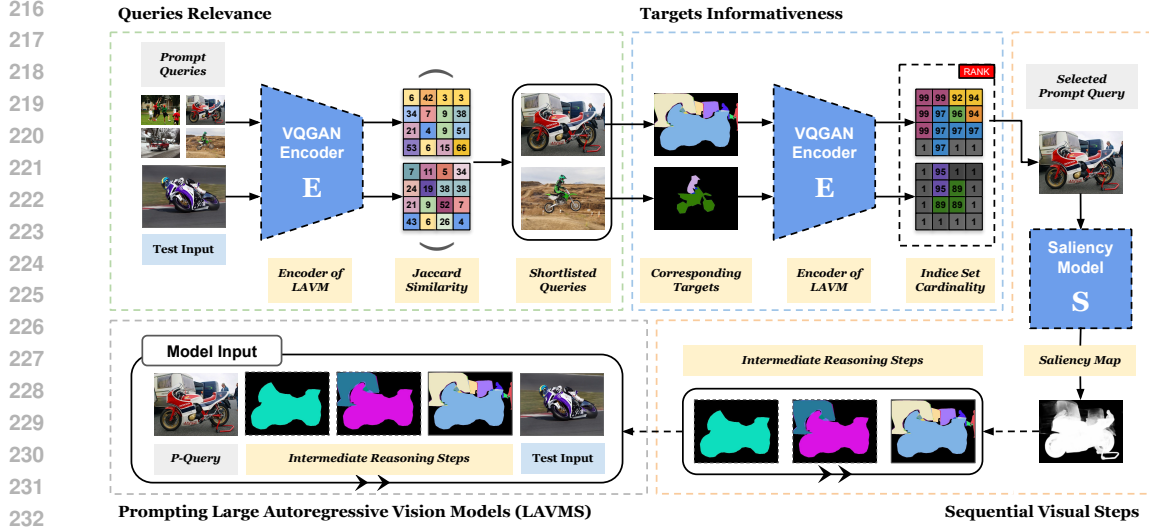 216
217
218
219
220
221
222
223
224
225
226
227
228
229
230
231
232
Queries Relevance
Prompt
Queries
Test Input
VQGAN
Encoder
E
Encoder of
LAVM
(
6 42 3 3
34 7 9 38
21 4 9 51
53 6 15 66
7 11 5 34
24 19 38 38
21 9 52 7
43 6 26 4
)
Jaccard
Similarity
Shortlisted
Queries
Targets Informativeness
Corresponding
Targets
VQGAN
Encoder
E
Encoder of
LAVM
RANK
99 99 92 94
99 97 96 94
99 97 97 97
1 97 1 1
1 95 1 1
1 95 89 1
1 89 89 1
1 1 1 1
Indice Set
Cardinality
Selected
Prompt Query
Saliency
Model
S
Saliency Map
Intermediate Reasoning Steps
Sequential Visual Steps
Model Input
P-Query
Intermediate Reasoning Steps
Test Input
Prompting Large Autoregressive Vision Models (LAVMS)